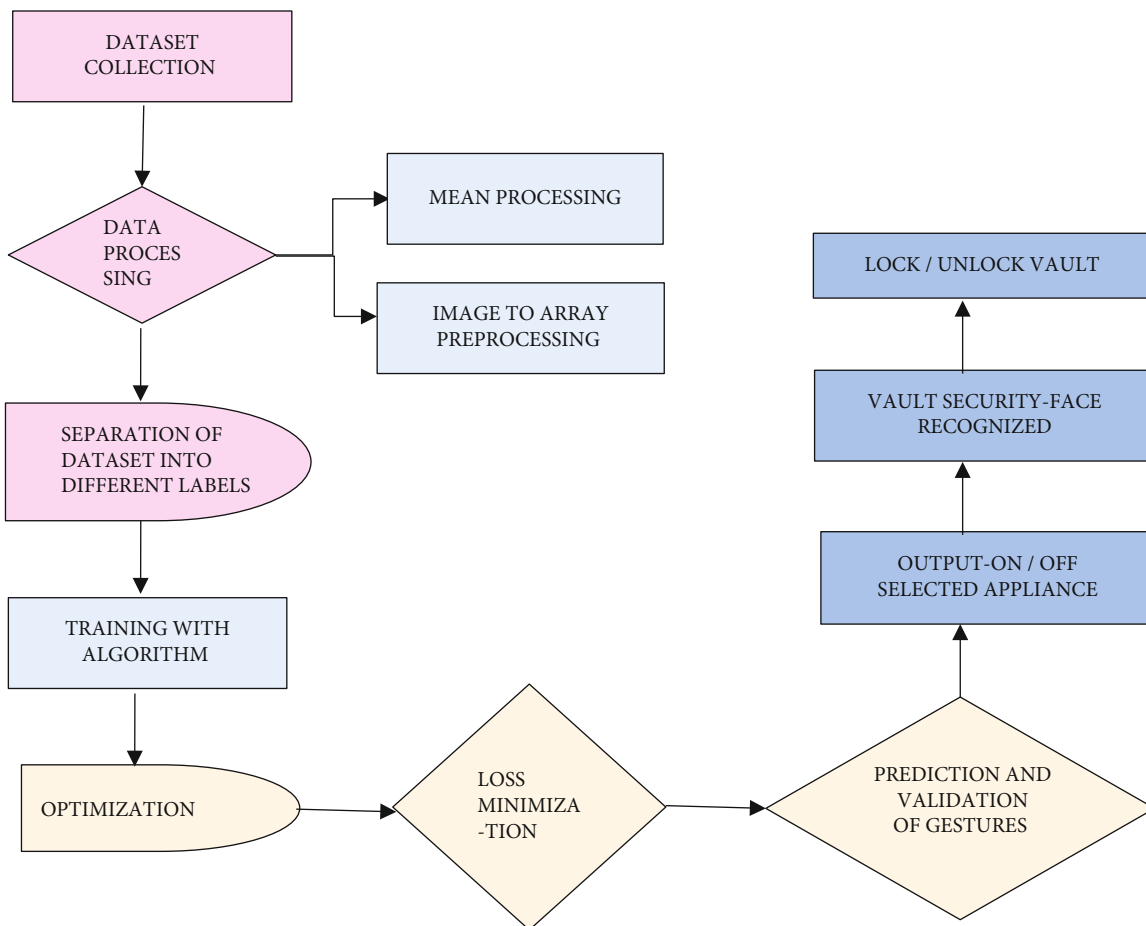 DATASET
COLLECTION
DATA
PROCES
SING
MEAN PROCESSING
IMAGE TO ARRAY
PREPROCESSING
SEPARATION OF
DATASET INTO
DIFFERENT LABELS
TRAINING WITH
ALGORITHM
OPTIMIZATION
LOSS
MINIMIZA
-TION
PREDICTION AND
VALIDATION
OF GESTURES
OUTPUT-ON / OFF
SELECTED APPLIANCE
VAULT SECURITY-FACE
RECOGNIZED
LOCK / UNLOCK VAULT